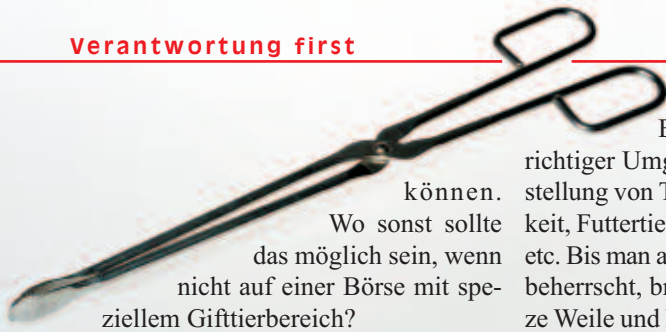 Verantwortung first
können.
Wo sonst sollte
das möglich sein, wenn
nicht auf einer Börse mit spe-
ziellem Gifttierbereich?
E
richtiger Umg
stellung von T
keit, Futtertie
etc. Bis man a
beherrscht, br
ze Weile und